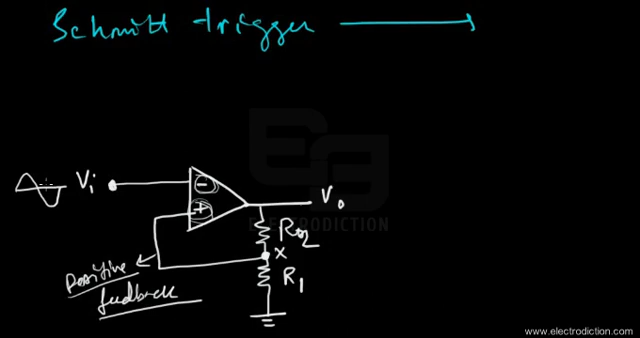 Schmitt trigger
Vi
-
+
Vo
R2
x
R1
Positive
feedback
ELECTRODICTION
www.electrodiction.com